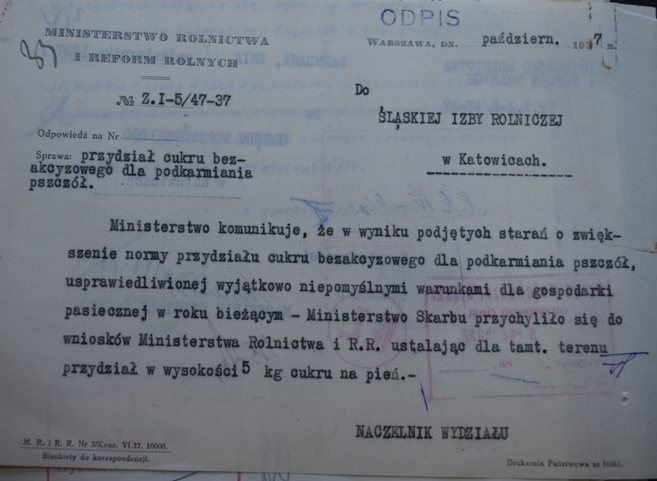 ODPIS
MINISTERSTWO ROLNICTWA
I REFORM ROLNYCH
WARSZAWA, DN. październ. 1937 r.
№ Z.I-5/47-37
Do
ŚLĄSKIEJ IZBY ROLNICZEJ
w Katowicach.
Odpowiedź na Nr
Sprawa: przydział cukru bez-
akcyzowego dla podkarmiania
pszczół.
Ministerstwo komunikuje, że w wyniku podjętych starań o zwięk-
szenie normy przydziału cukru bezakcyzowego dla podkarmiania pszczół,
usprawiedliwionej wyjątkowo niepomyślnymi warunkami dla gospodarki
pasiecznej w roku bieżącym - Ministerstwo Skarbu przychyliło się do
wniosków Ministerstwa Rolnictwa i R.R. ustalając dla tamt. terenu
przydział w wysokości 5 kg cukru na pień.-
NACZELNIK WYDZIAŁU
M. R. i R. R. Nr 3/Kanc. VI.37. 10000.
Blankiety do korespondencji.
Drukarnia Państwowa nr